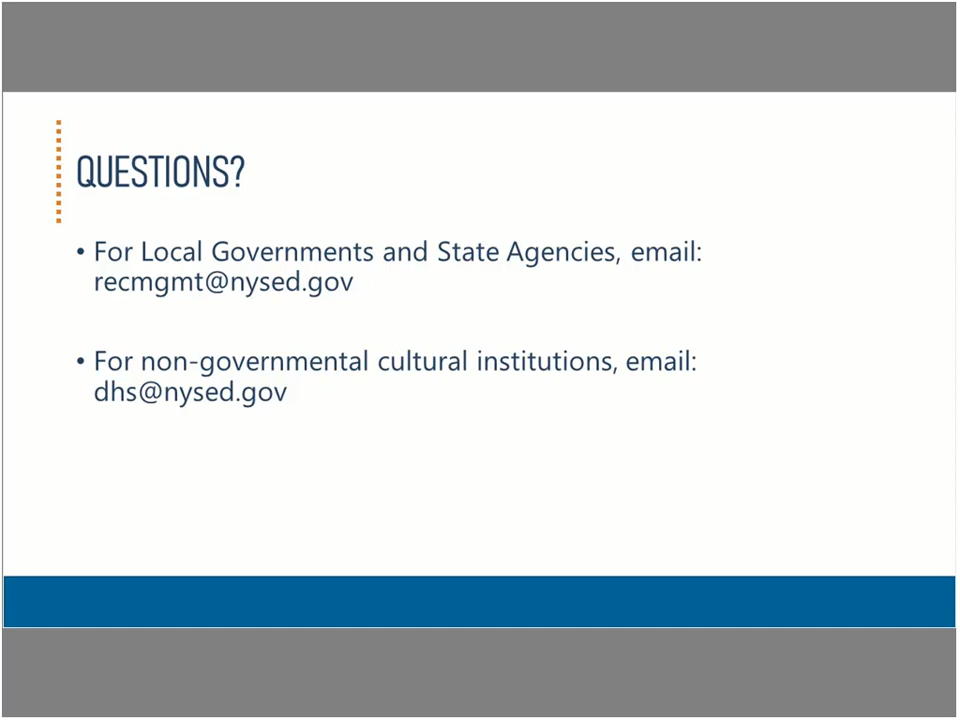 QUESTIONS?
• For Local Governments and State Agencies, email:
recmgmt@nysed.gov
• For non-governmental cultural institutions, email:
dhs@nysed.gov